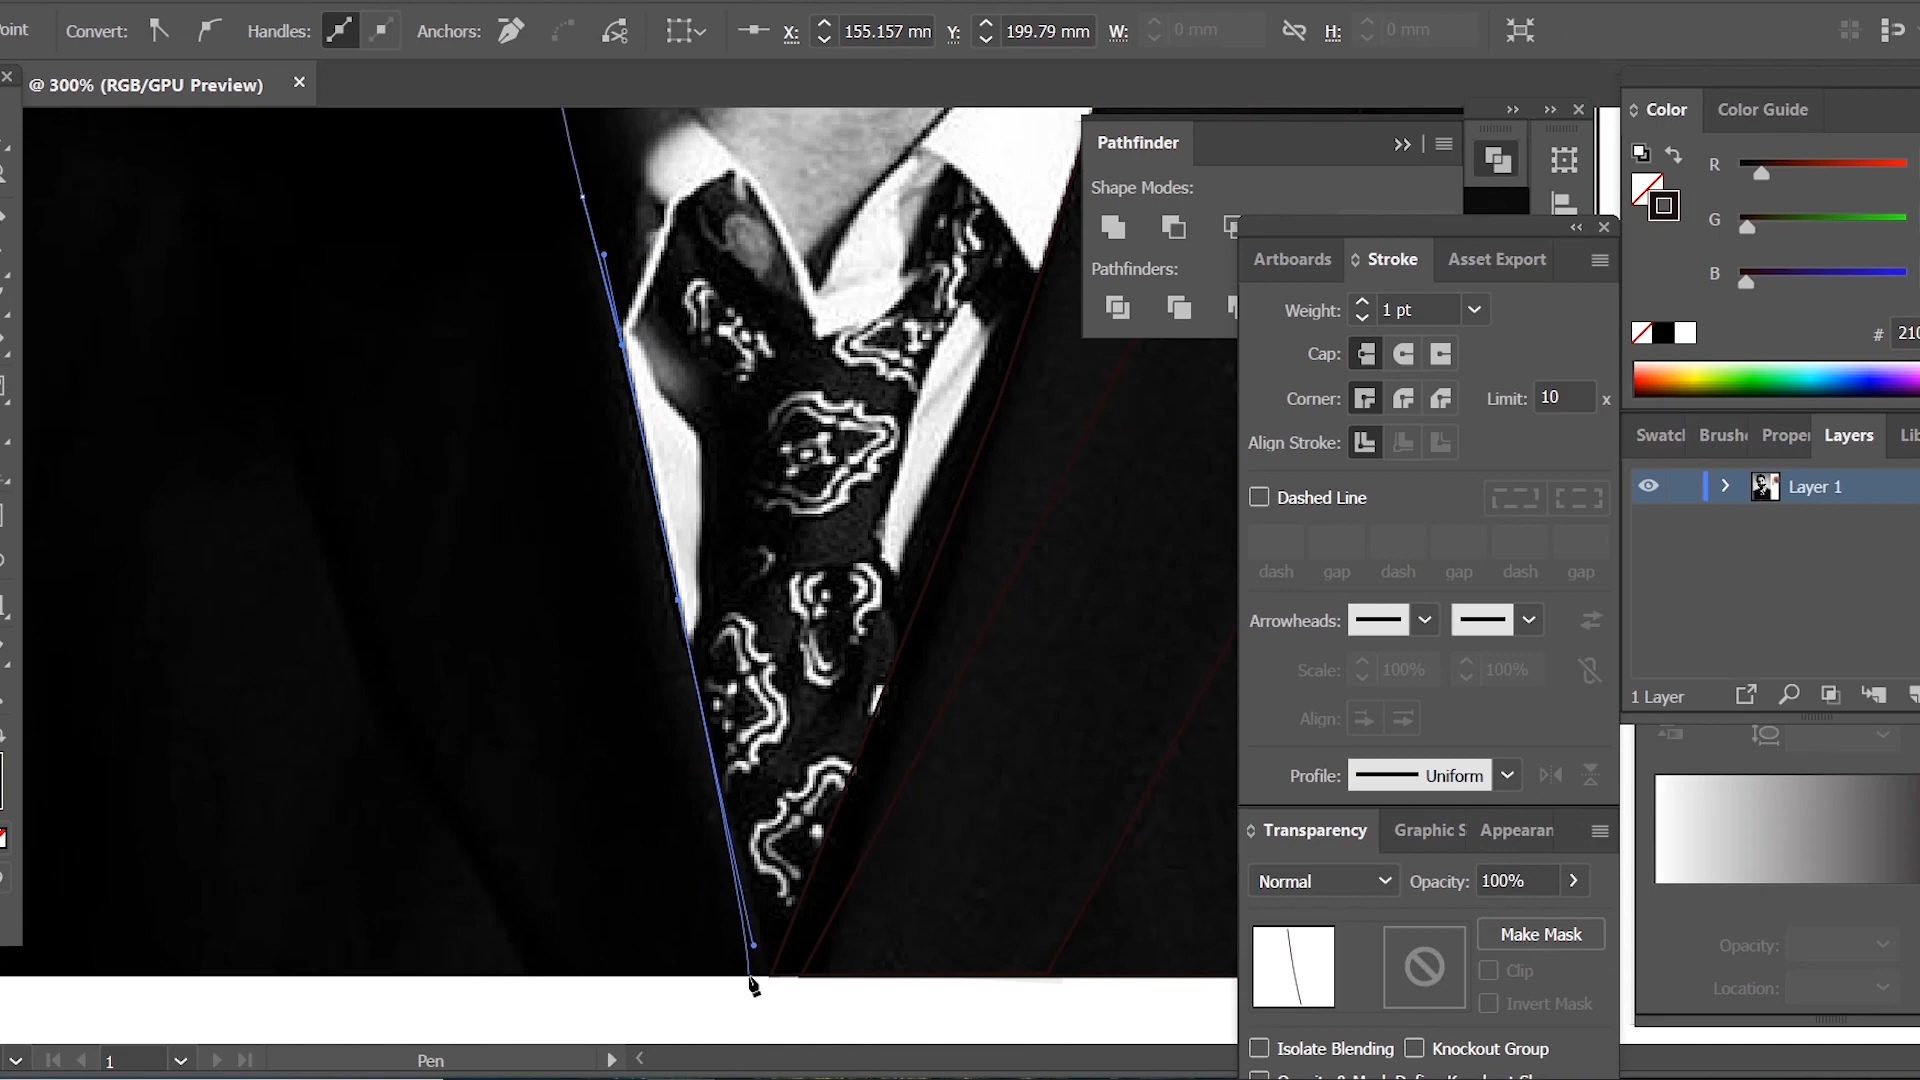 oint Convert: Handles: Anchors: X: 155.157 mn Y: 199.79 mm W: 0 mm H: 0 mm
@ 300% (RGB/GPU Preview)
Color Color Guide
Pathfinder
Shape Modes:
Pathfinders:
R
G
B
# 210
Artboards Stroke Asset Export
Weight: 1 pt
Cap:
Corner: Limit: 10 x
Align Stroke:
Dashed Line
dash gap dash gap dash gap
Arrowheads:
Scale: 100% 100%
Align:
Profile: Uniform
Swatcl Brushe Proper Layers Lib
Layer 1
1 Layer
Transparency Graphic S Appearan
Normal Opacity: 100%
Make Mask
Clip
Invert Mask
Isolate Blending Knockout Group
Opacity:
Location:
1 Pen